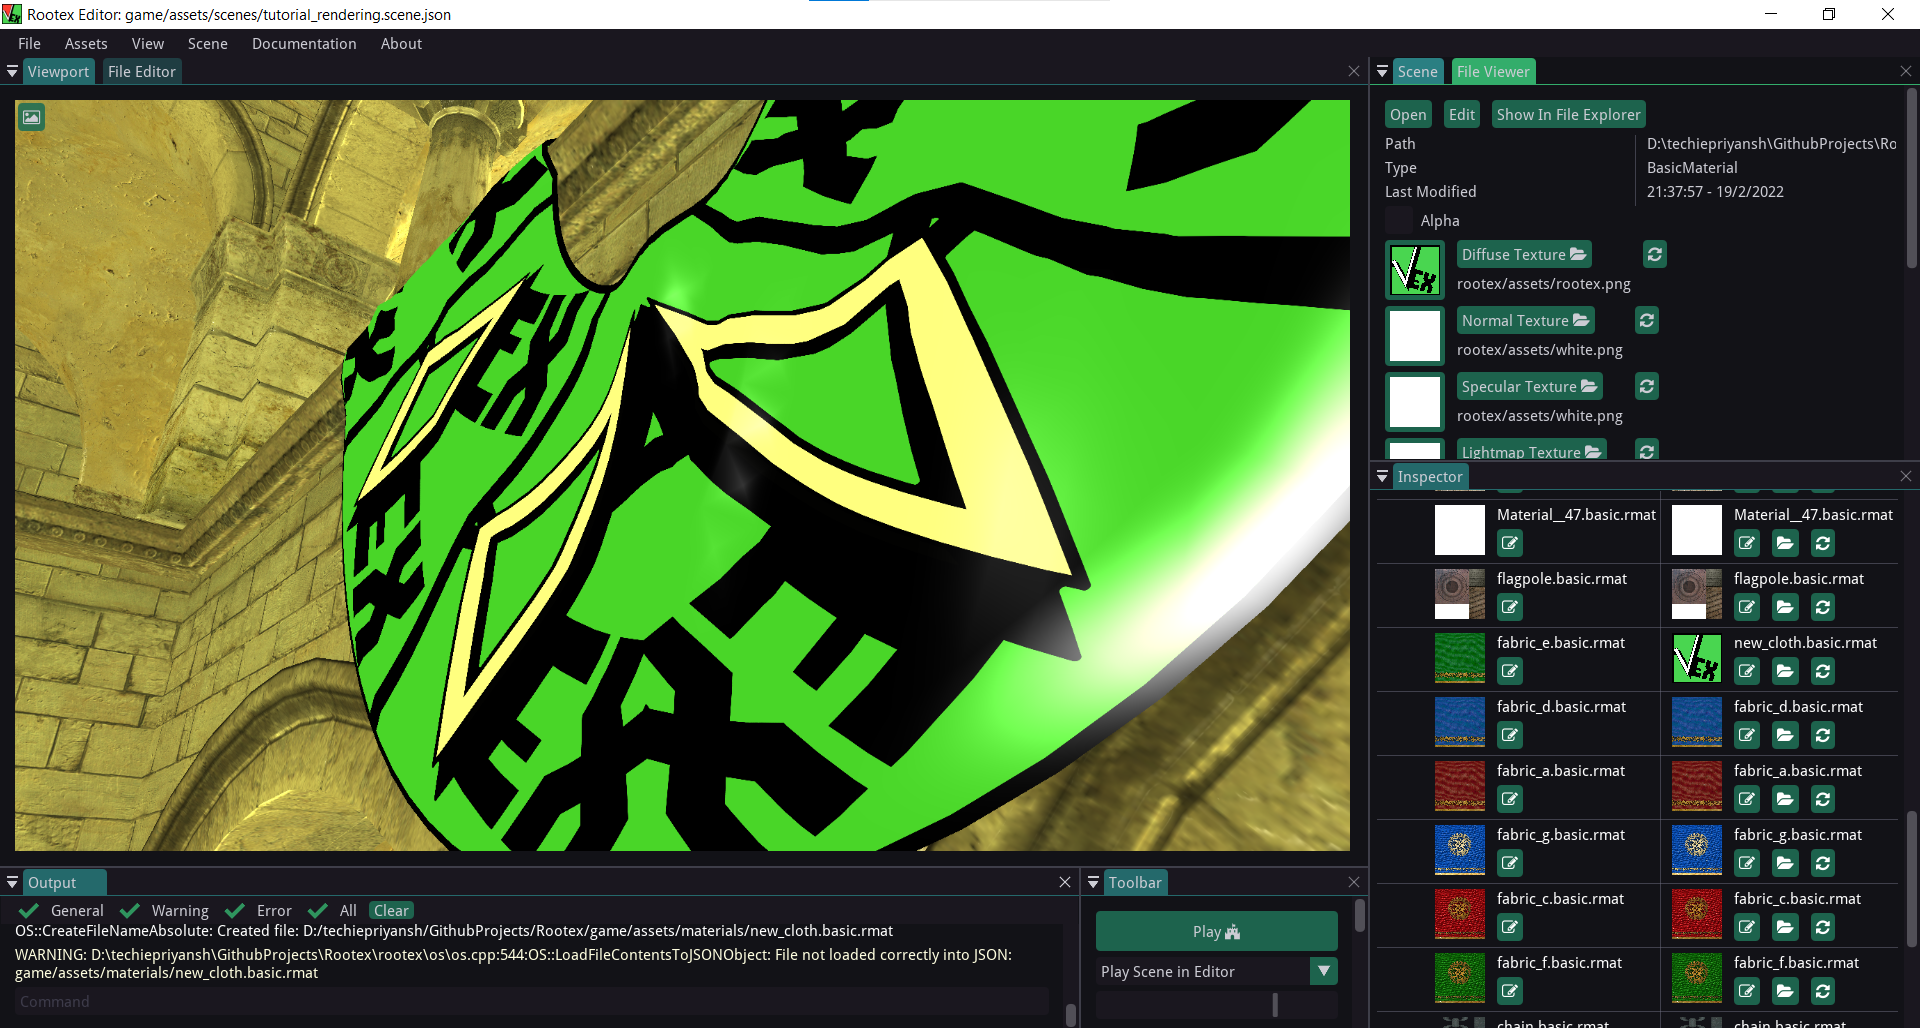 Rootex Editor: game/assets/scenes/tutorial_rendering.scene.json
File Assets View Scene Documentation About
Viewport File Editor
Output
General Warning Error All Clear
OS::CreateFileNameAbsolute: Created file: D:/techiepriyansh/GithubProjects/Rootex/game/assets/materials/new_cloth.basic.rmat
WARNING: D:\techiepriyansh\GithubProjects\Rootex\rootex\os\os.cpp:544:OS::LoadFileContentsToJSONObject: File not loaded correctly into JSON:
game/assets/materials/new_cloth.basic.rmat
Command
Toolbar
Play
Play Scene in Editor
Scene File Viewer
Open Edit Show In File Explorer
Path D:\techiepriyansh\GithubProjects\Ro
Type BasicMaterial
Last Modified 21:37:57 - 19/2/2022
Alpha
VEX
Diffuse Texture
rootex/assets/rootex.png
Normal Texture
rootex/assets/white.png
Specular Texture
rootex/assets/white.png
Lightmap Texture
Inspector
Material__47.basic.rmat Material__47.basic.rmat
flagpole.basic.rmat flagpole.basic.rmat
fabric_e.basic.rmat VEX new_cloth.basic.rmat
fabric_d.basic.rmat fabric_d.basic.rmat
fabric_a.basic.rmat fabric_a.basic.rmat
fabric_g.basic.rmat fabric_g.basic.rmat
fabric_c.basic.rmat fabric_c.basic.rmat
fabric_f.basic.rmat fabric_f.basic.rmat
chain.basic.rmat chain.basic.rmat